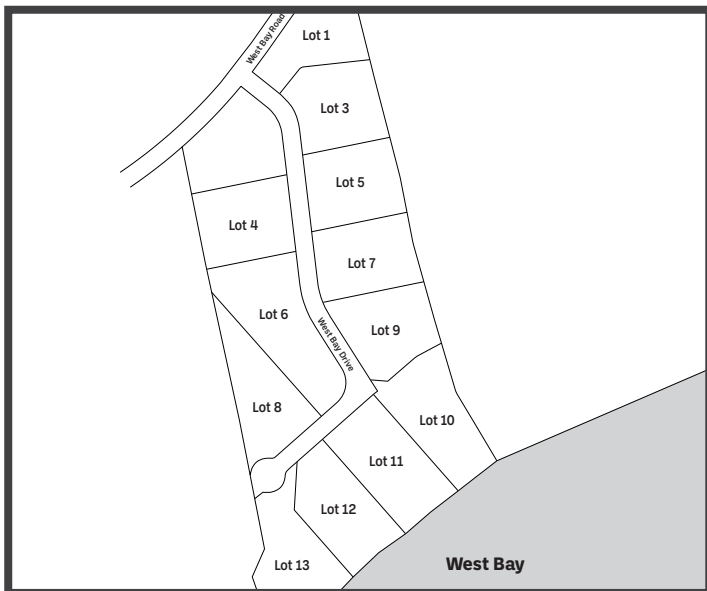 West Bay Road
Lot 1
Lot 3
Lot 5
Lot 4
Lot 7
Lot 6
Lot 9
West Bay Drive
Lot 8
Lot 10
Lot 11
Lot 12
Lot 13
West Bay